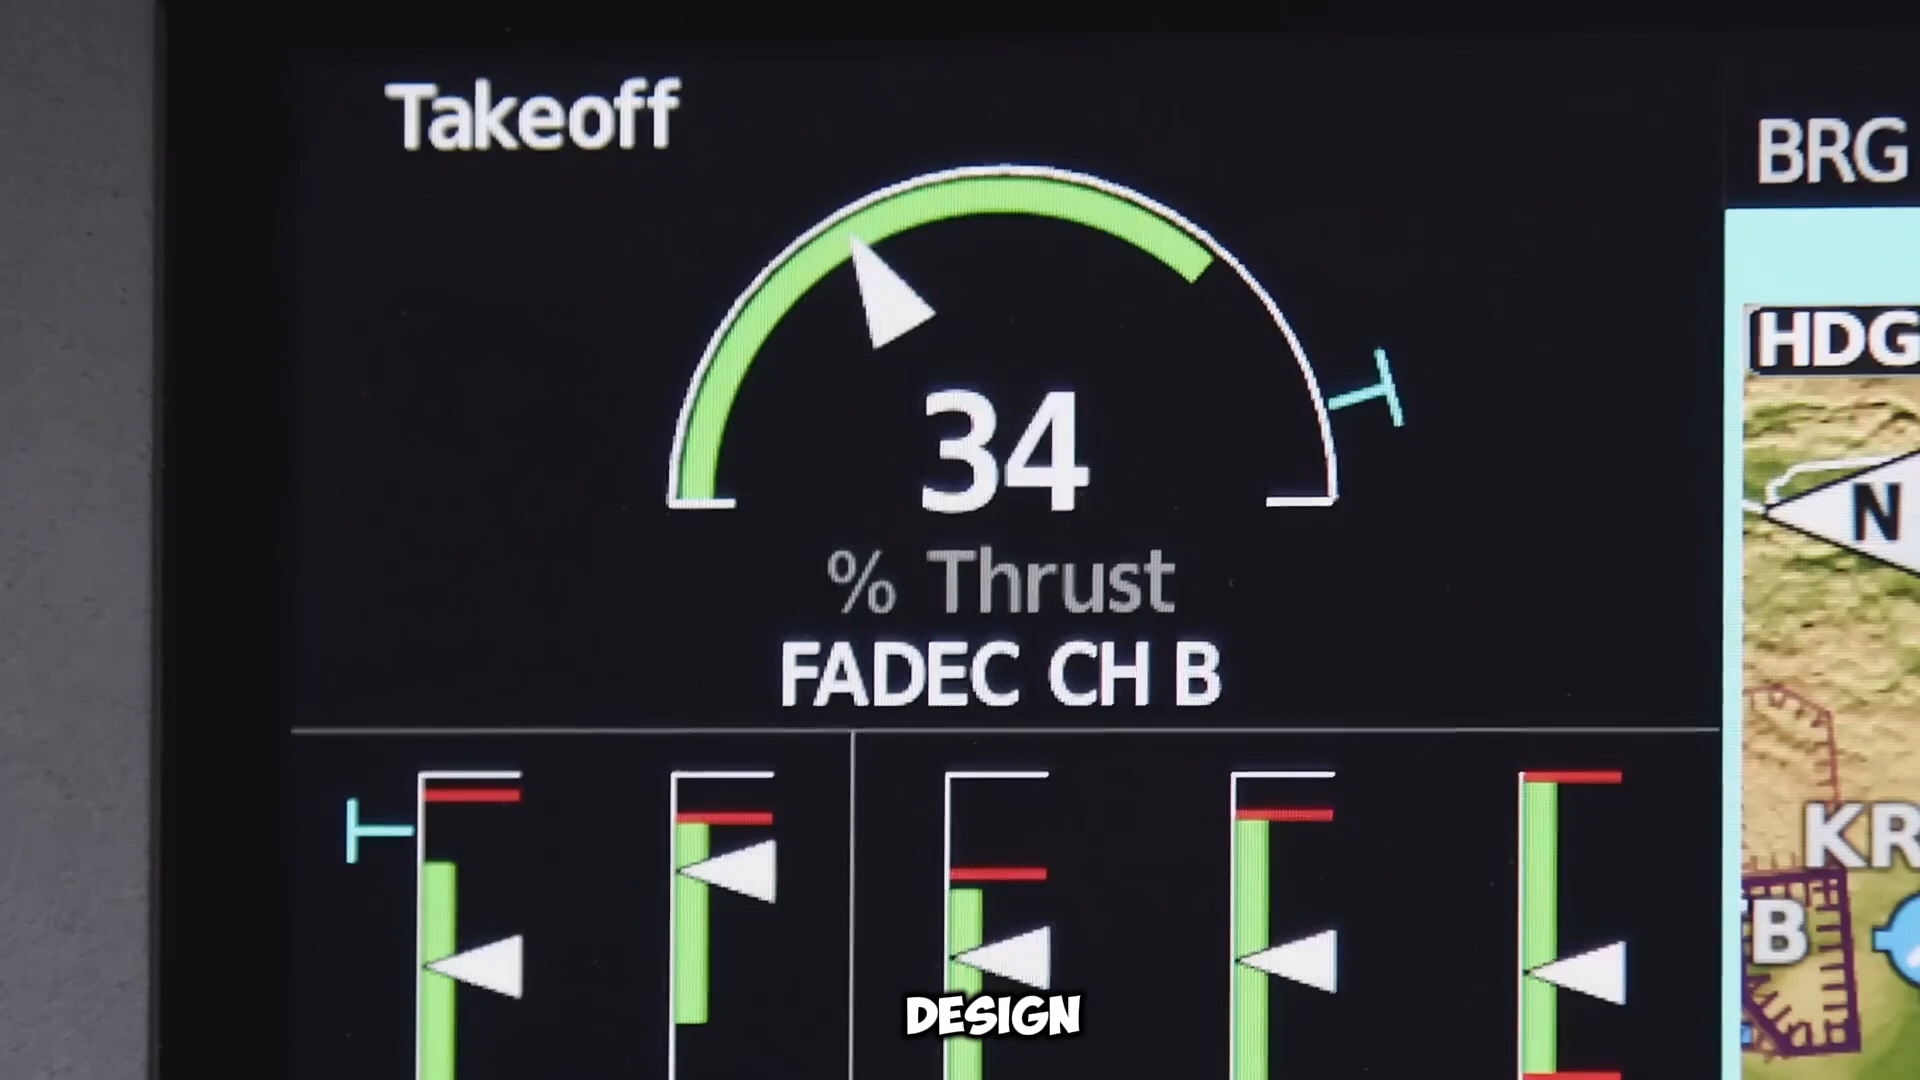 Takeoff
BRG
34
HDG
% Thrust
N
FADEC CH B
KR
B
DESIGN